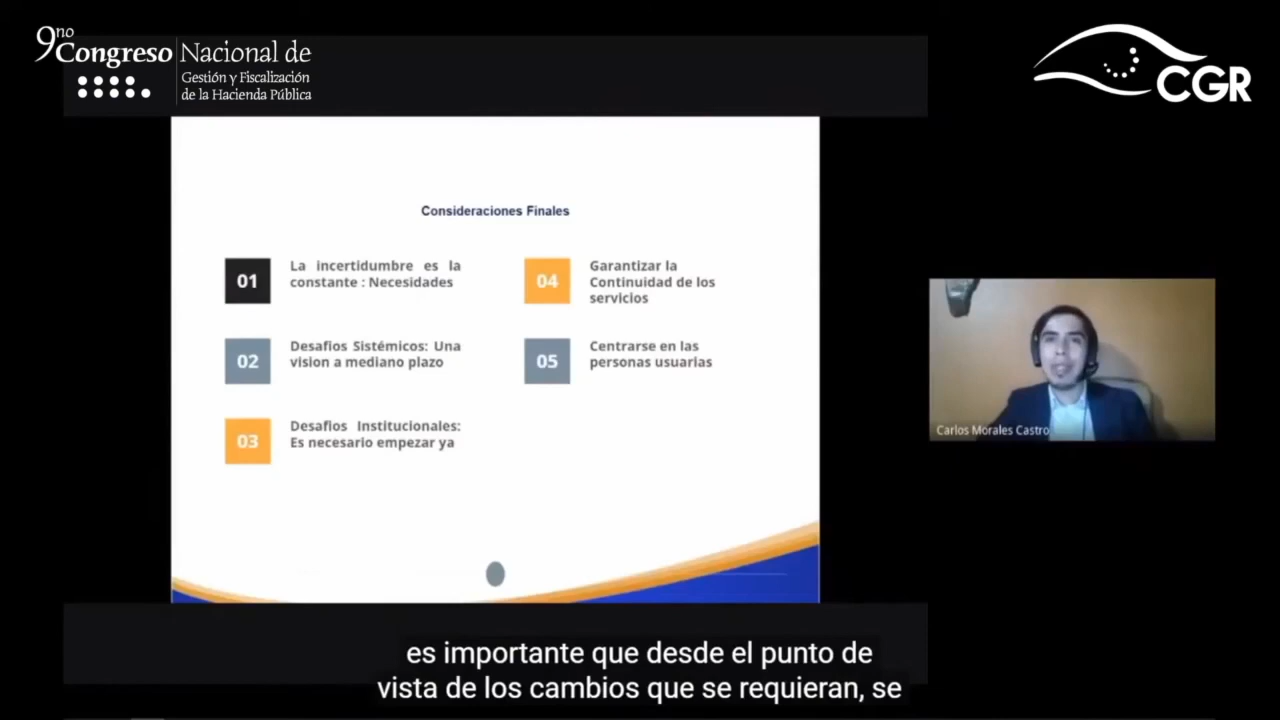 9no
Congreso Nacional de
Gestión y Fiscalización
de la Hacienda Pública
CGR
Consideraciones Finales
01
La incertidumbre es la
constante : Necesidades
02
Desafios Sistémicos: Una
vision a mediano plazo
03
Desafios Institucionales:
Es necesario empezar ya
04
Garantizar la
Continuidad de los
servicios
05
Centrarse en las
personas usuarias
Carlos Morales Castro
es importante que desde el punto de
vista de los cambios que se requieran, se